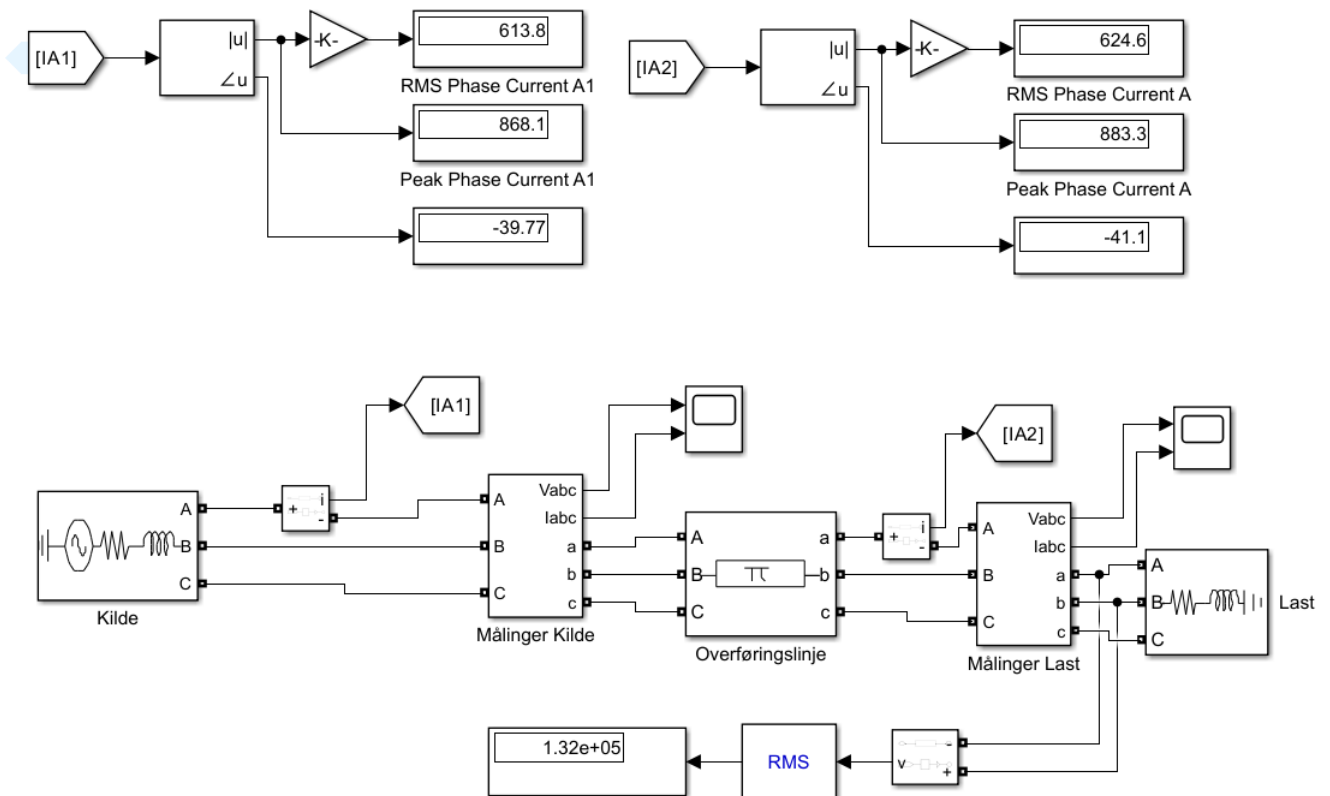 [IA1]
|u|
∠u
-K-
613.8
RMS Phase Current A1
868.1
Peak Phase Current A1
-39.77
[IA2]
|u|
∠u
-K-
624.6
RMS Phase Current A
883.3
Peak Phase Current A
-41.1
[IA1]
[IA2]
A
B
C
Kilde
+
i
-
A
B
C
Vabc
Iabc
a
b
c
Målinger Kilde
A
B
C
π
a
b
c
Overføringslinje
+
i
-
A
B
C
Vabc
Iabc
a
b
c
Målinger Last
A
B
C
Last
1.32e+05
RMS
v
-
+